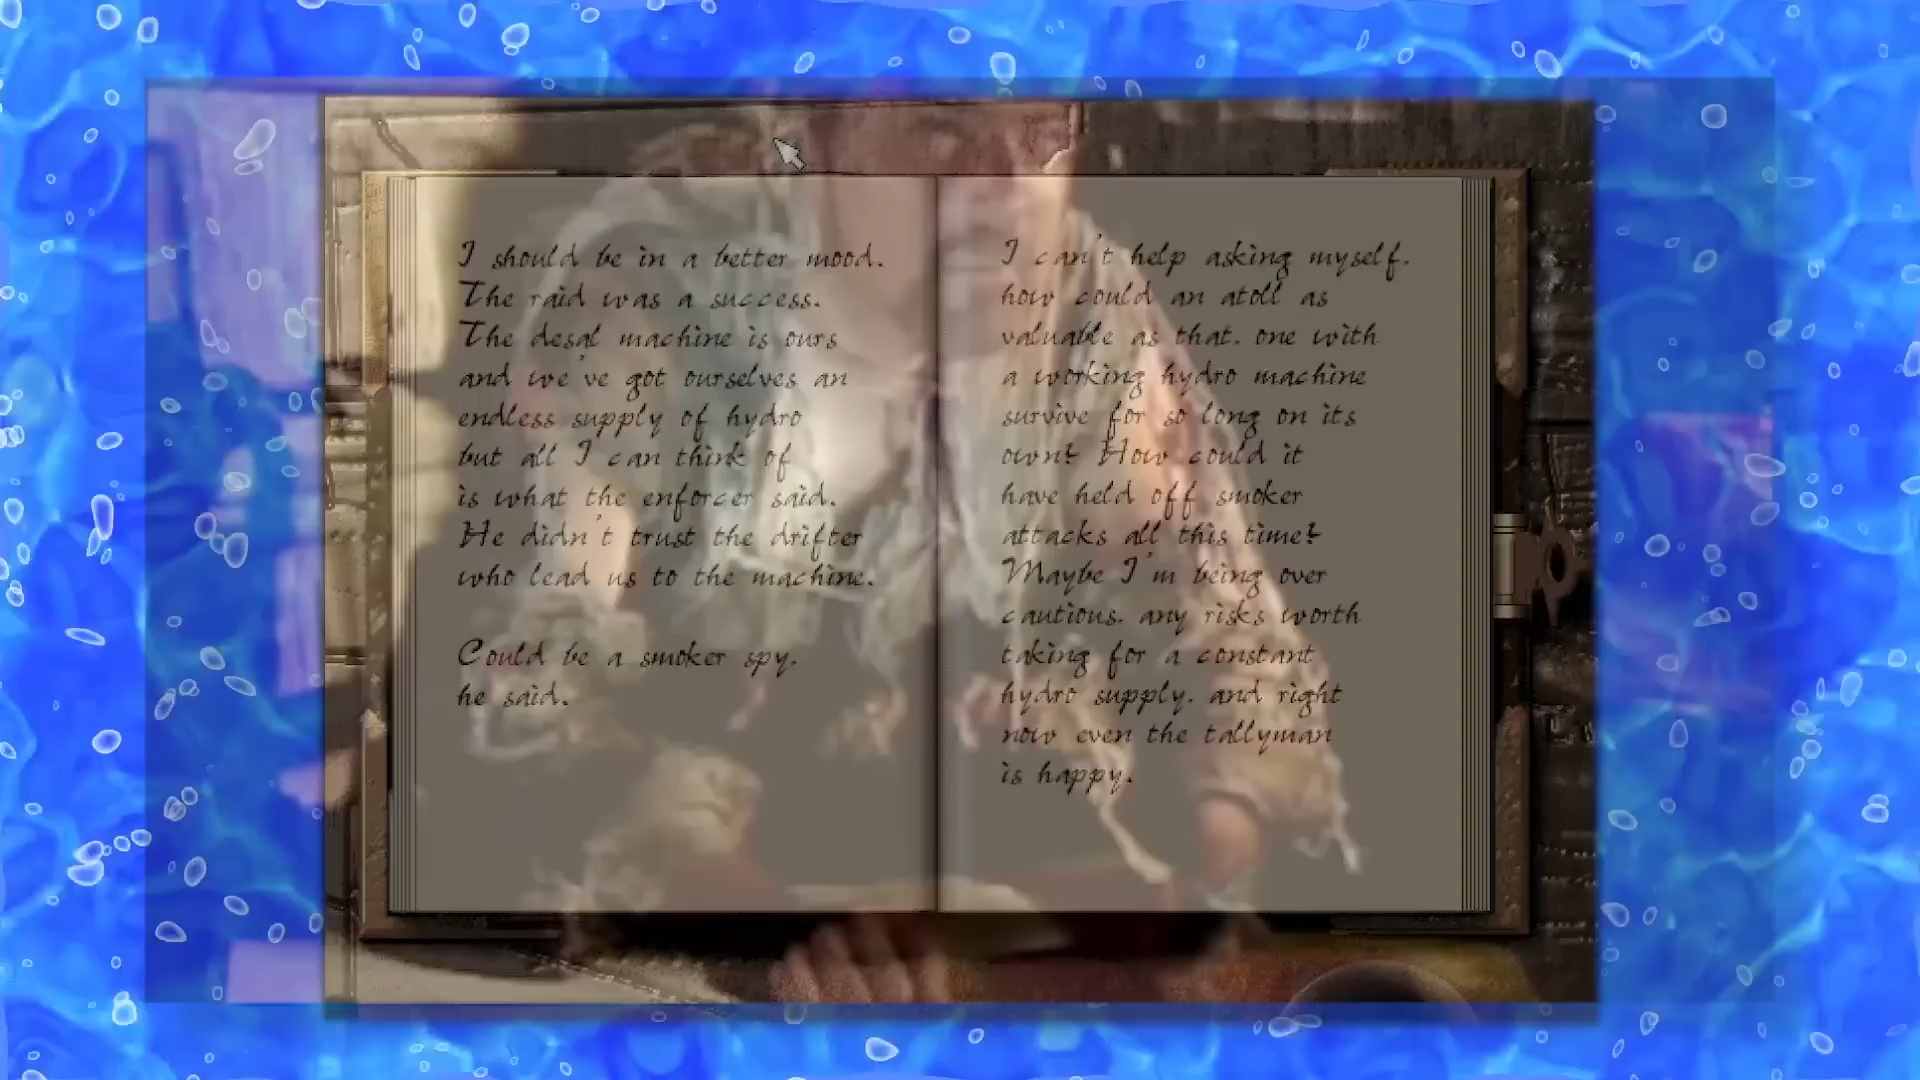 I should be in a better mood.
The raid was a success.
The desal machine is ours
and we've got ourselves an
endless supply of hydro
but all I can think of
is what the enforcer said.
He didn't trust the drifter
who lead us to the machine.
Could be a smoker spy.
he said.
I can't help asking myself.
how could an atoll as
valuable as that. one with
a working hydro machine
survive for so long on its
own? How could it
have held off smoker
attacks all this time?
Maybe I'm being over
cautious. any risks worth
taking for a constant
hydro supply. and right
now even the tallyman
is happy.